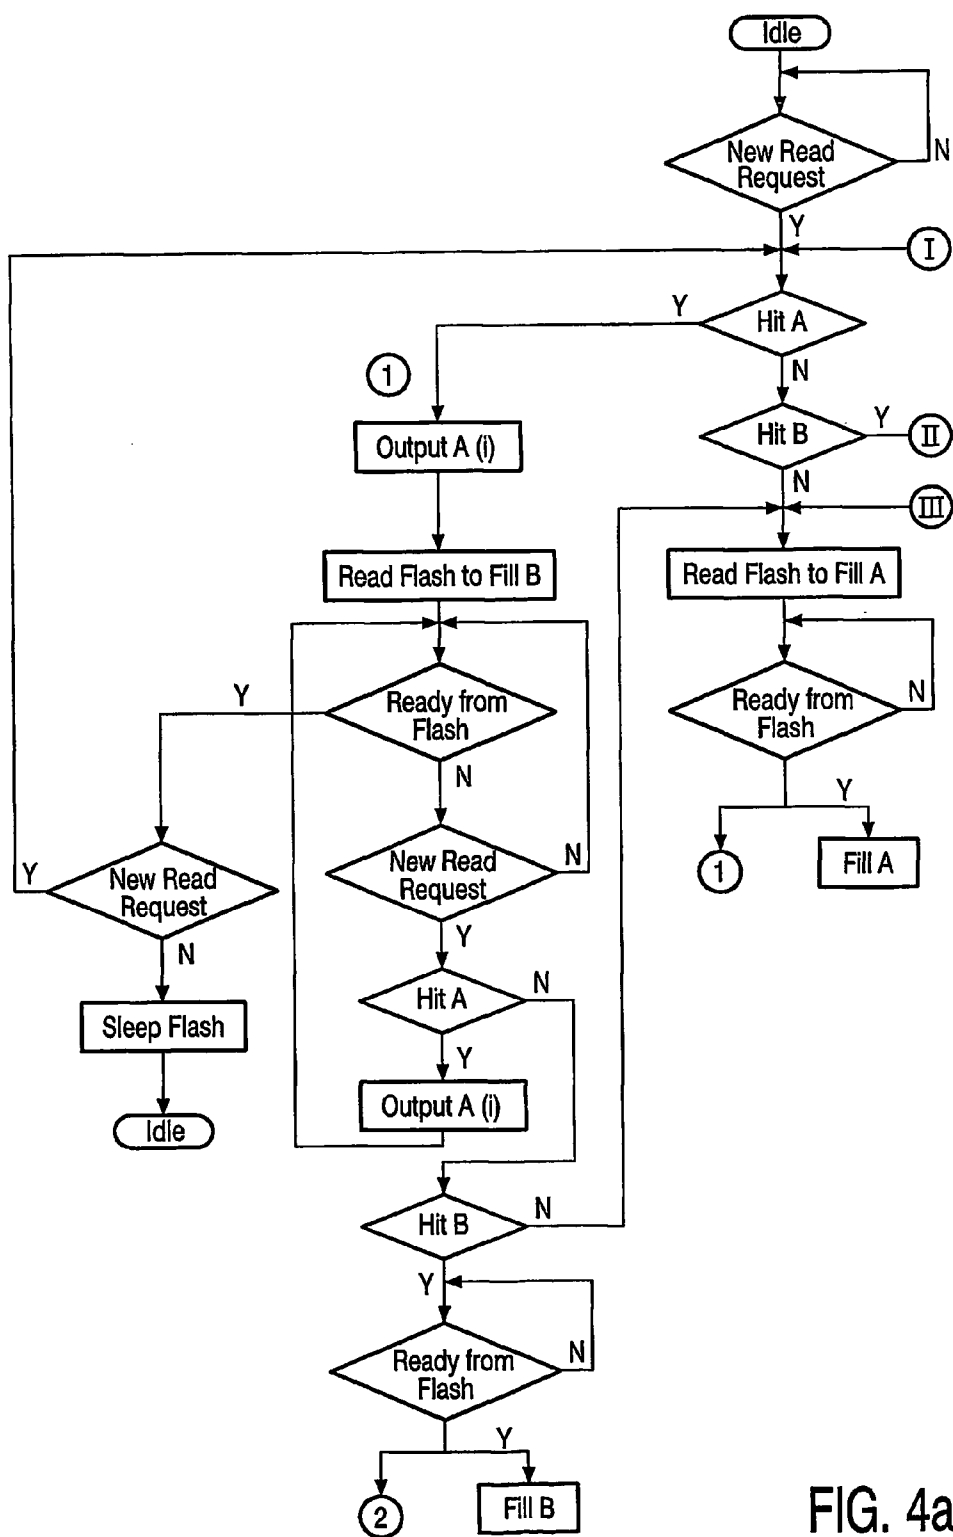 Idle
New Read
Request
N
Y
I
Hit A
Y
N
1
Hit B
Y
II
Output A (i)
N
III
Read Flash to Fill B
Read Flash to Fill A
Y
Ready from
Flash
N
Ready from
Flash
N
Y
1
Fill A
Y
New Read
Request
N
New Read
Request
N
Y
Hit A
N
Sleep Flash
Y
Output A (i)
Idle
Hit B
N
Y
Ready from
Flash
N
Y
2
Fill B
FIG. 4a